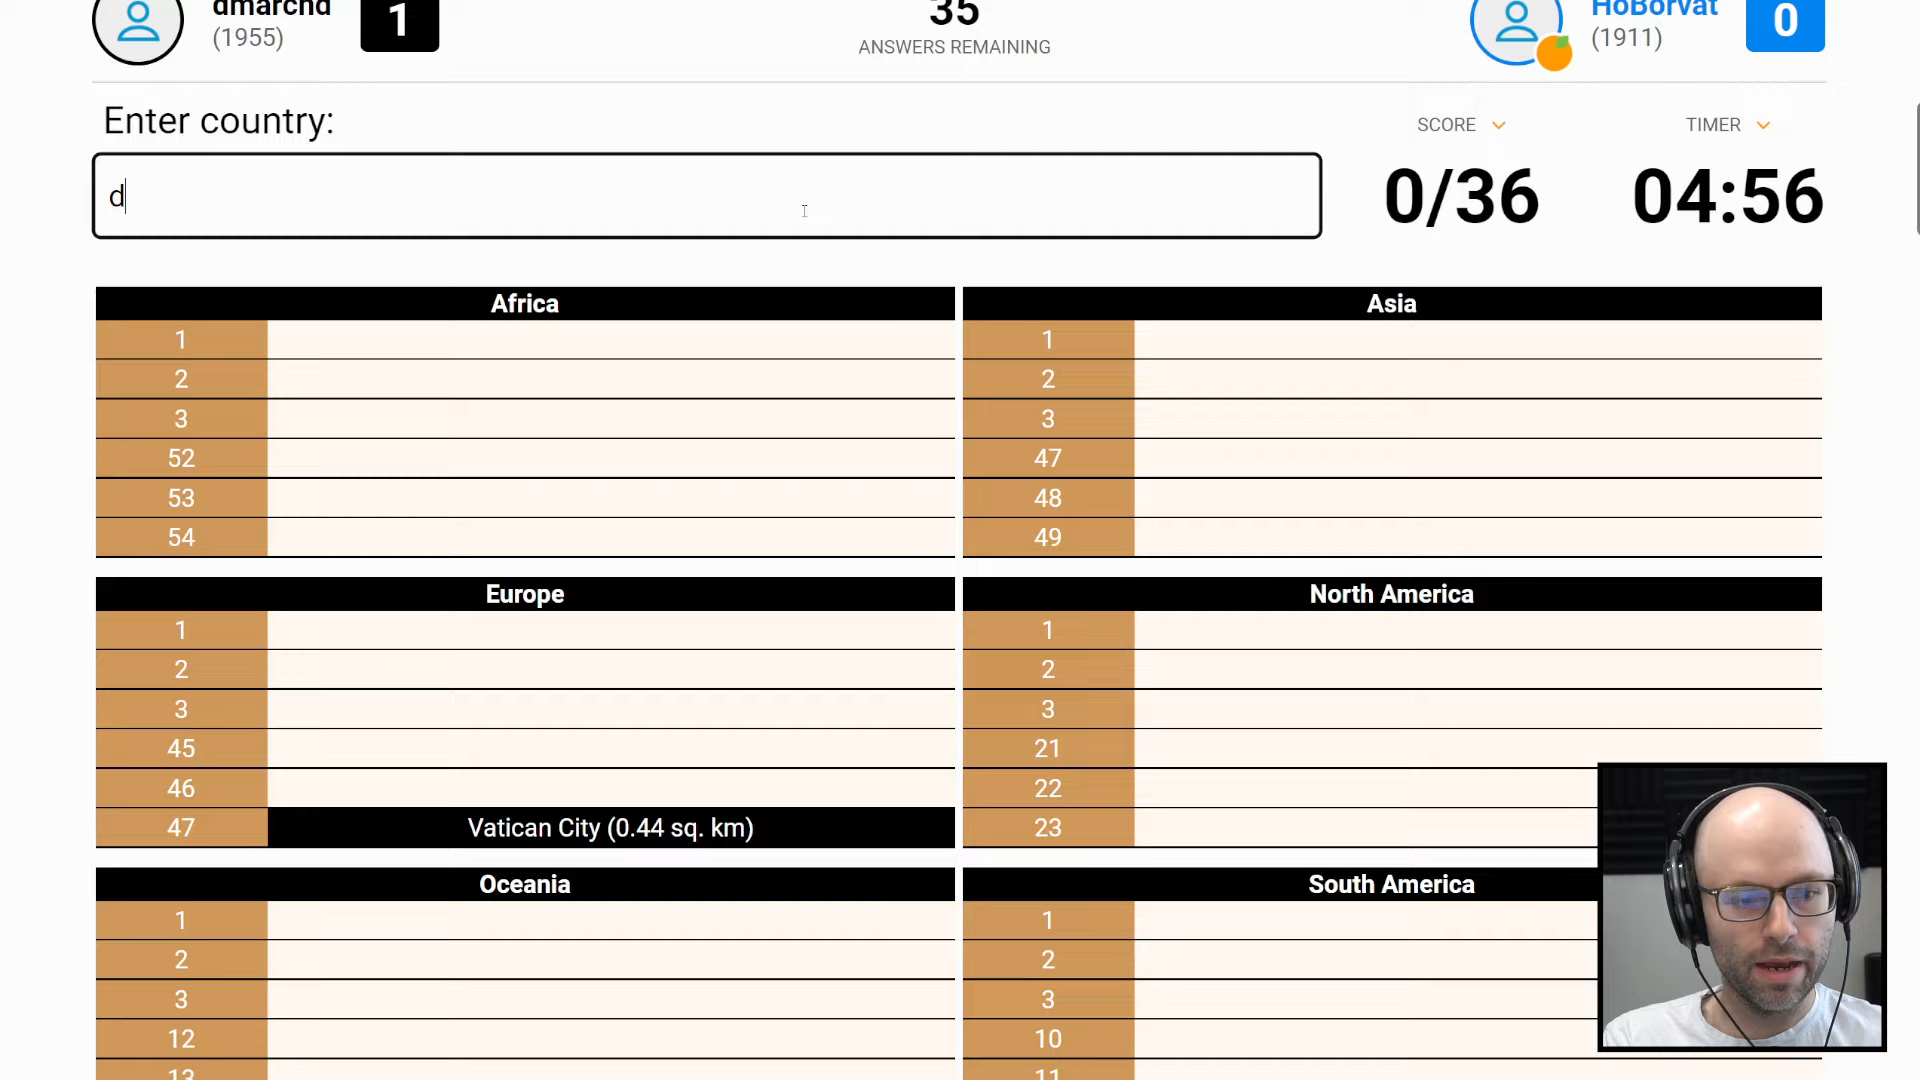 dmarchd
(1955)
1
35
ANSWERS REMAINING
HoBorvat
(1911)
0
Enter country:
d
SCORE
0/36
TIMER
04:56
Africa
1
2
3
52
53
54
Asia
1
2
3
47
48
49
Europe
1
2
3
45
46
47 Vatican City (0.44 sq. km)
North America
1
2
3
21
22
23
Oceania
1
2
3
12
13
South America
1
2
3
10
11